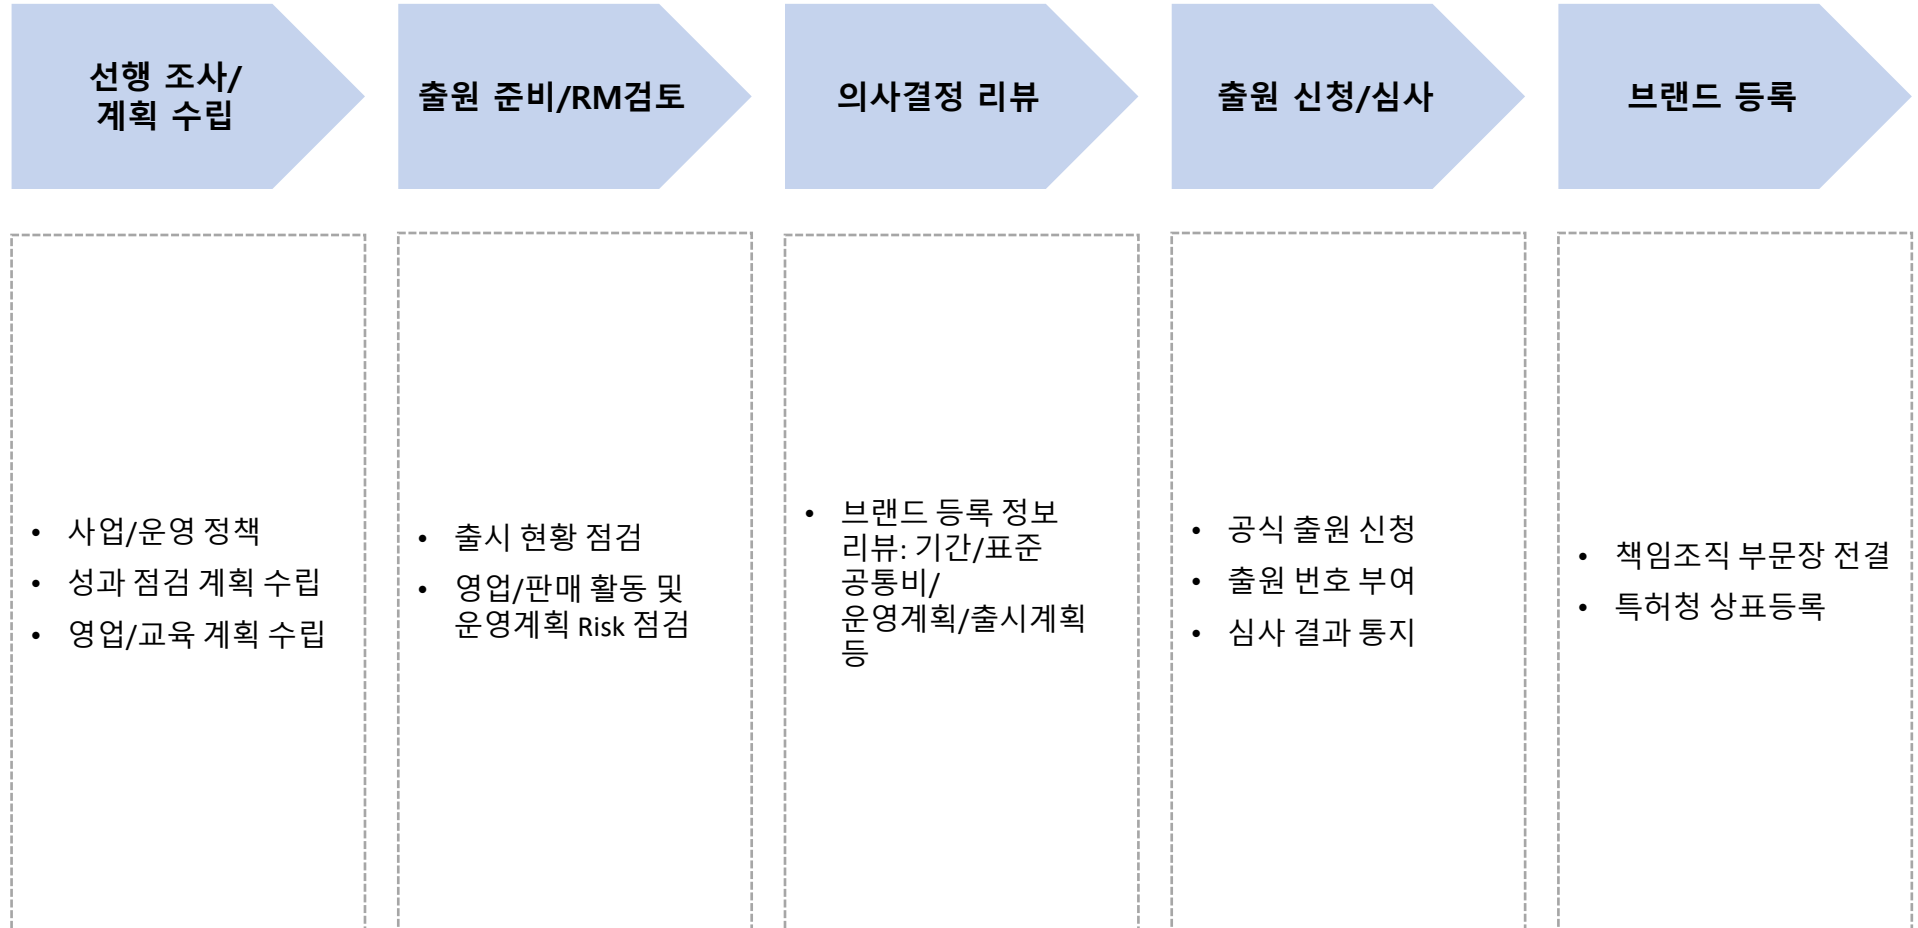 선행 조사/
계획 수립
출원 준비/RM검토
의사결정 리뷰
출원 신청/심사
브랜드 등록
• 사업/운영 정책
• 성과 점검 계획 수립
• 영업/교육 계획 수립
• 출시 현황 점검
• 영업/판매 활동 및
운영계획 Risk 점검
• 브랜드 등록 정보
리뷰: 기간/표준
공통비/
운영계획/출시계획
등
• 공식 출원 신청
• 출원 번호 부여
• 심사 결과 통지
• 책임조직 부문장 전결
• 특허청 상표등록